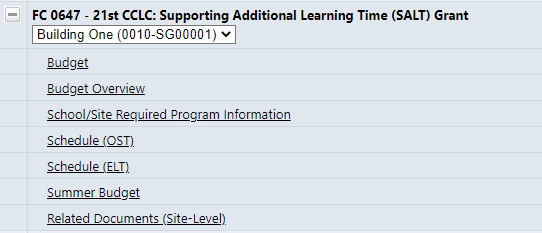 FC 0647 - 21st CCLC: Supporting Additional Learning Time (SALT) Grant
Building One (0010-SG00001)
Budget
Budget Overview
School/Site Required Program Information
Schedule (OST)
Schedule (ELT)
Summer Budget
Related Documents (Site-Level)